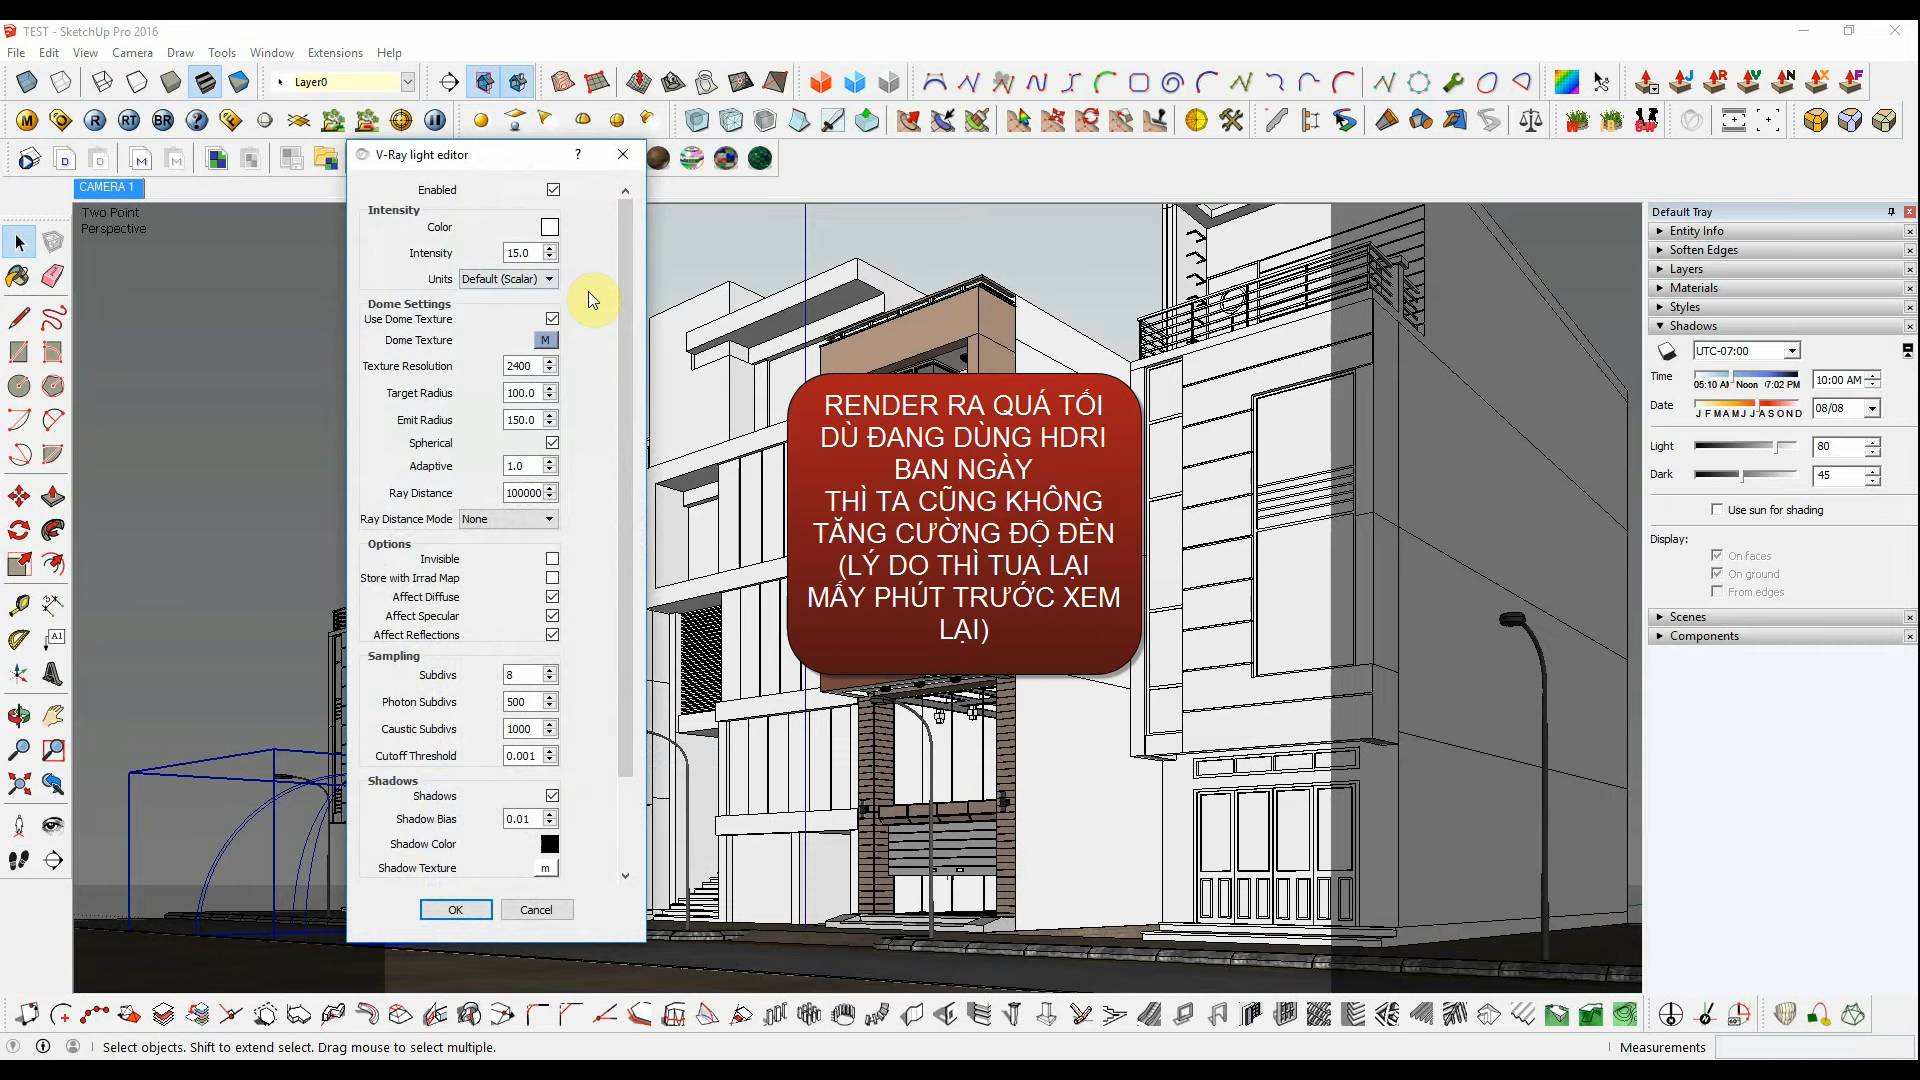 TEST - SketchUp Pro 2016
File Edit View Camera Draw Tools Window Extensions Help
Layer0
J R V N X F
M R RT BR ?
D D M M
V-Ray light editor ?
CAMERA 1
Two Point
Perspective
Enabled
Intensity
Color
Intensity 15.0
Units Default (Scalar)
Dome Settings
Use Dome Texture
Dome Texture M
Texture Resolution 2400
Target Radius 100.0
Emit Radius 150.0
Spherical
Adaptive 1.0
Ray Distance 100000
Ray Distance Mode None
Options
Invisible
Store with Irrad Map
Affect Diffuse
Affect Specular
Affect Reflections
Sampling
Subdivs 8
Photon Subdivs 500
Caustic Subdivs 1000
Cutoff Threshold 0.001
Shadows
Shadows
Shadow Bias 0.01
Shadow Color
Shadow Texture m
OK Cancel
RENDER RA QUÁ TỐI
DÙ ĐANG DÙNG HDRI
BAN NGÀY
THÌ TA CŨNG KHÔNG
TĂNG CƯỜNG ĐỘ ĐÈN
(LÝ DO THÌ TUA LẠI
MẤY PHÚT TRƯỚC XEM
LẠI)
Default Tray
Entity Info
Soften Edges
Layers
Materials
Styles
Shadows
UTC-07:00
Time 05:10 AM Noon 7:02 PM 10:00 AM
Date J F M A M J J A S O N D 08/08
Light 80
Dark 45
Use sun for shading
Display:
On faces
On ground
From edges
Scenes
Components
A1
Select objects. Shift to extend select. Drag mouse to select multiple.
Measurements